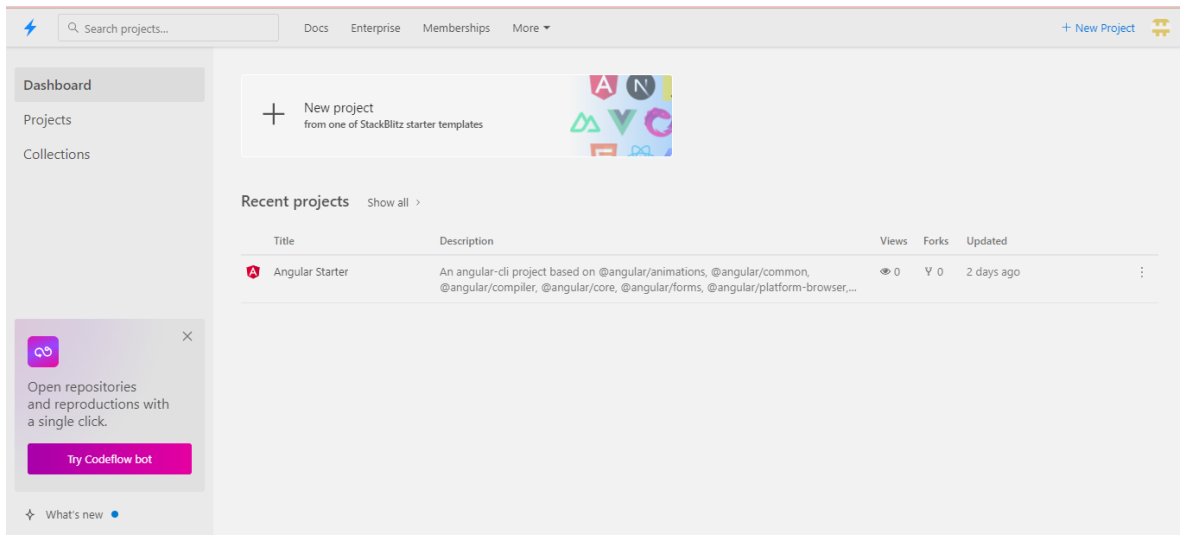 Search projects...
Docs
Enterprise
Memberships
More
+ New Project
Dashboard
Projects
Collections
New project
from one of StackBlitz starter templates
Recent projects
Show all
Title
Description
Views
Forks
Updated
Angular Starter
An angular-cli project based on @angular/animations, @angular/common,
@angular/compiler, @angular/core, @angular/forms, @angular/platform-browser,...
0
0
2 days ago
Open repositories
and reproductions with
a single click.
Try Codeflow bot
What's new